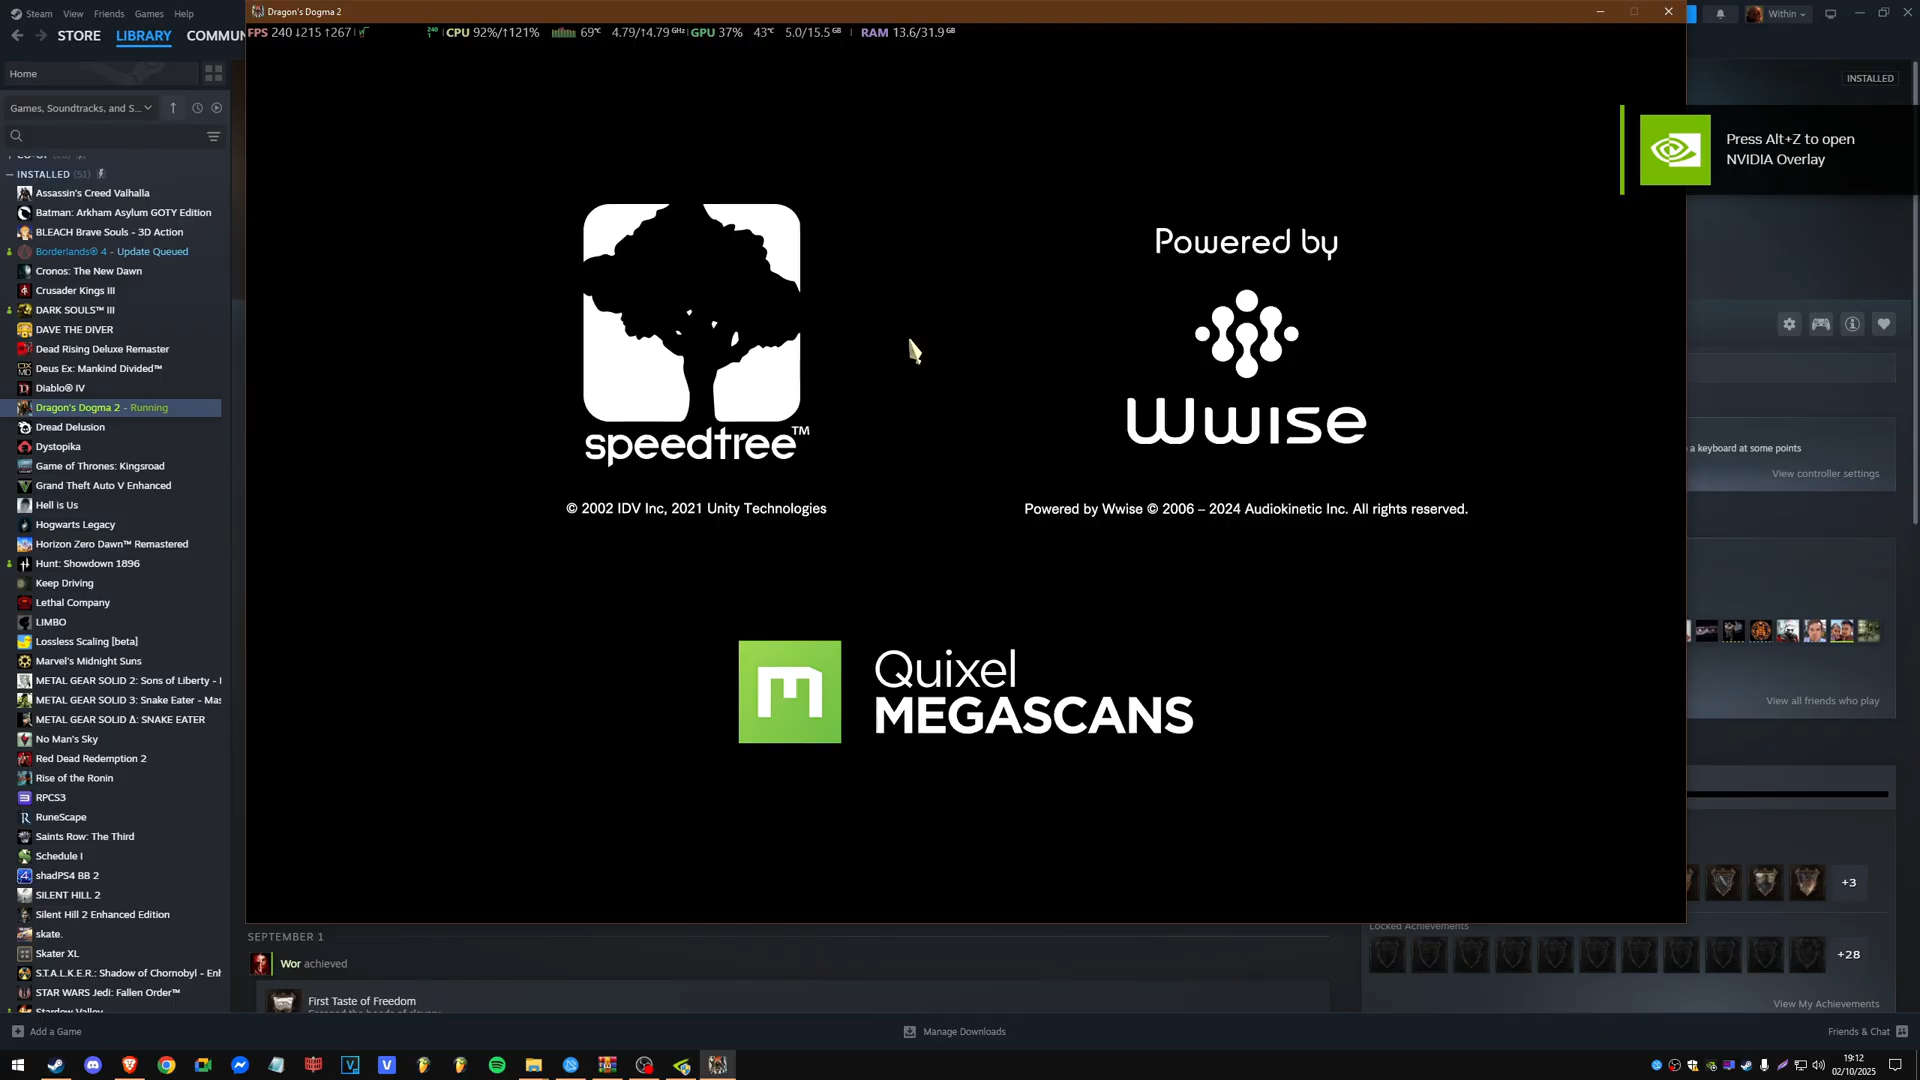 Steam View Friends Games Help
Dragon's Dogma 2
Within
STORE LIBRARY COMMUN
FPS 240 ↓215 ↑267 240 CPU 92%/↑121% 69°C 4.79/↑4.79 GHz GPU 37% 43°C 5.0/15.5 GB RAM 13.6/31.9 GB
Home
INSTALLED
Games, Soundtracks, and S...
Press Alt+Z to open
NVIDIA Overlay
INSTALLED (51)
Assassin's Creed Valhalla
Batman: Arkham Asylum GOTY Edition
BLEACH Brave Souls - 3D Action
Borderlands® 4 - Update Queued
Cronos: The New Dawn
Crusader Kings III
DARK SOULS™ III
DAVE THE DIVER
Dead Rising Deluxe Remaster
Deus Ex: Mankind Divided™
Diablo® IV
Dragon's Dogma 2 - Running
Dread Delusion
Dystopika
Game of Thrones: Kingsroad
Grand Theft Auto V Enhanced
Hell is Us
Hogwarts Legacy
Horizon Zero Dawn™ Remastered
Hunt: Showdown 1896
Keep Driving
Lethal Company
LIMBO
Lossless Scaling [beta]
Marvel's Midnight Suns
METAL GEAR SOLID 2: Sons of Liberty -
METAL GEAR SOLID 3: Snake Eater - Mas
METAL GEAR SOLID Δ: SNAKE EATER
No Man's Sky
Red Dead Redemption 2
Rise of the Ronin
RPCS3
RuneScape
Saints Row: The Third
Schedule I
shadPS4 BB 2
SILENT HILL 2
Silent Hill 2 Enhanced Edition
skate.
Skater XL
S.T.A.L.K.E.R.: Shadow of Chornobyl - Enh
STAR WARS Jedi: Fallen Order™
Stardew Valley
speedtree™
© 2002 IDV Inc, 2021 Unity Technologies
Powered by
Wwise
Powered by Wwise © 2006 – 2024 Audiokinetic Inc. All rights reserved.
Quixel
MEGASCANS
a keyboard at some points
View controller settings
View all friends who play
+3
Locked Achievements
+28
View My Achievements
SEPTEMBER 1
Wor achieved
First Taste of Freedom
Add a Game
Manage Downloads
Friends & Chat
19:12
02/10/2025